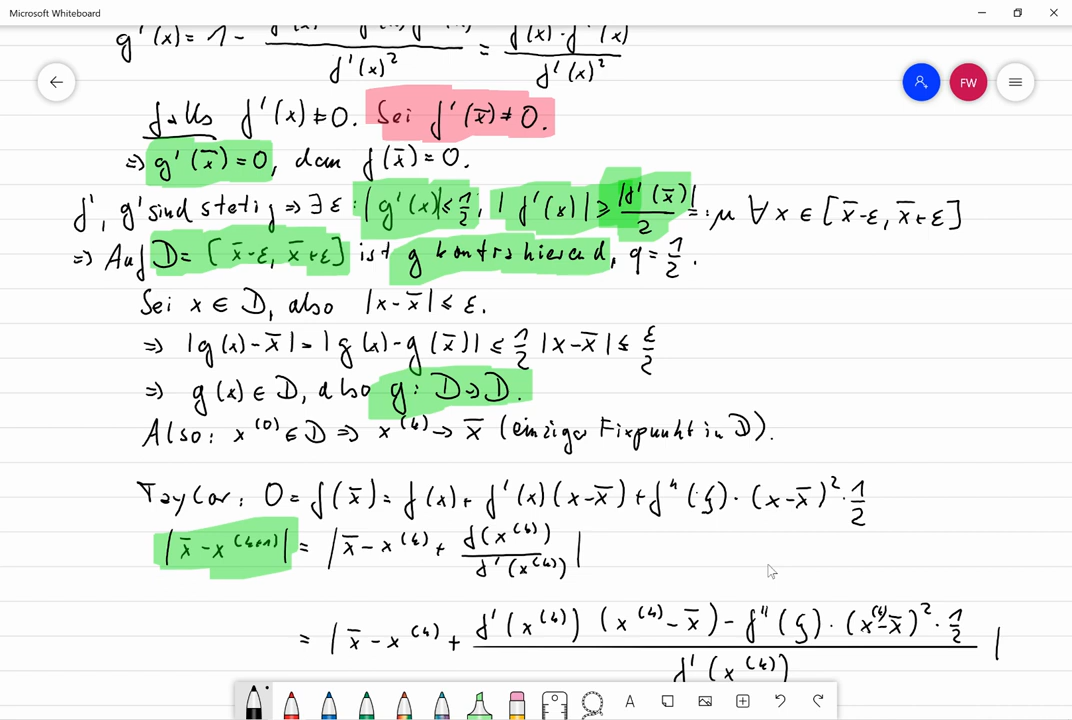 Microsoft Whiteboard
g'(x) = 1 - / f'(x)² = f(x)·f''(x) / f'(x)²
FW
falls f'(x) ≠ 0. Sei f'(x̄) ≠ 0.
⇒ g'(x̄) = 0, dann f(x̄) = 0.
f', g' sind stetig ⇒ ∃ ε : |g'(x)| ≤ 1/2, |f'(x)| ≥ |f'(x̄)|/2 =: μ ∀ x ∈ [x̄-ε, x̄+ε]
⇒ Auf D = [x̄-ε, x̄+ε] ist g kontrahierend, q = 1/2.
Sei x ∈ D, also |x-x̄| ≤ ε.
⇒ |g(x)-x̄| = |g(x)-g(x̄)| ≤ 1/2 |x-x̄| ≤ ε/2
⇒ g(x) ∈ D, also g: D → D.
Also: x^(0) ∈ D ⇒ x^(k) → x̄ (einziger Fixpunkt in D).
Taylor: 0 = f(x̄) = f(x) + f'(x)(x-x̄) + f''(ξ)·(x-x̄)²·1/2
|x̄ - x^(k+1)| = |x̄ - x^(k) + f(x^(k)) / f'(x^(k))|
= |x̄ - x^(k) + f'(x^(k)) (x^(k)-x̄) - f''(ξ)·(x^(k)-x̄)²·1/2 / f'(x^(k))|
A